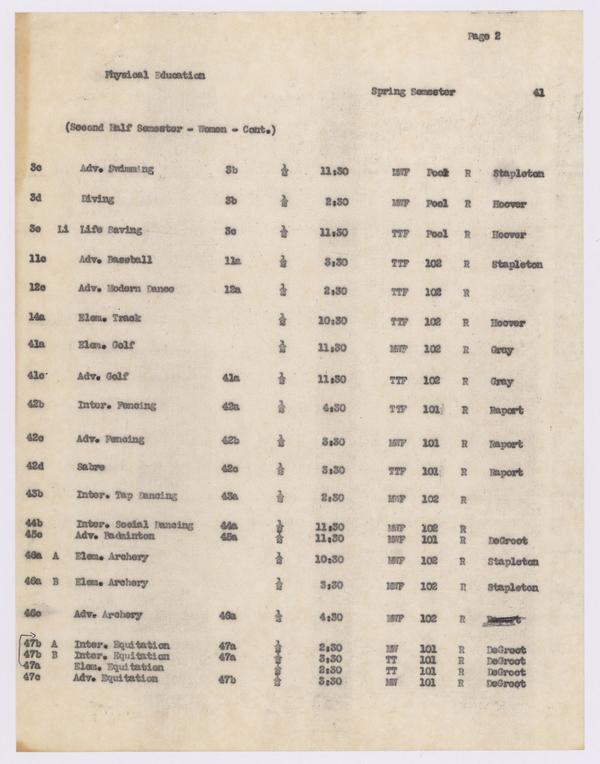 Page 2
Physical Education
Spring Semester 41
(Second Half Semester - Women - Cont.)
3c Adv. Swimming 3b ½ 11:30 MWF Pool R Stapleton
3d Diving 3b ½ 2:30 MWF Pool R Hoover
3e Li Life Saving 3c ½ 11:30 TTF Pool R Hoover
11c Adv. Baseball 11a ½ 3:30 TTF 102 R Stapleton
12c Adv. Modern Dance 12a ½ 2:30 TTF 102 R
14a Elem. Track ½ 10:30 TTF 102 R Hoover
41a Elem. Golf ½ 11:30 MWF 102 R Gray
41c Adv. Golf 41a ½ 11:30 TTF 102 R Gray
42b Inter. Fencing 42a ½ 4:30 TTF 101 R Raport
42c Adv. Fencing 42b ½ 3:30 MWF 101 R Raport
42d Sabre 42c ½ 3:30 TTF 101 R Raport
43b Inter. Tap Dancing 43a ½ 2:30 MWF 102 R
44b Inter. Social Dancing 44a ½ 11:30 MWF 102 R
45c Adv. Badminton 45a ½ 11:30 MWF 101 R DeGroot
46a A Elem. Archery ½ 10:30 MWF 102 R Stapleton
46a B Elem. Archery ½ 3:30 MWF 102 R Stapleton
46c Adv. Archery 46a ½ 4:30 MWF 102 R Raport
47b A Inter. Equitation 47a ½ 2:30 MW 101 R DeGroot
47b B Inter. Equitation 47a ½ 3:30 TT 101 R DeGroot
47a Elem. Equitation ½ 2:30 TT 101 R DeGroot
47c Adv. Equitation 47b ½ 3:30 MW 101 R DeGroot